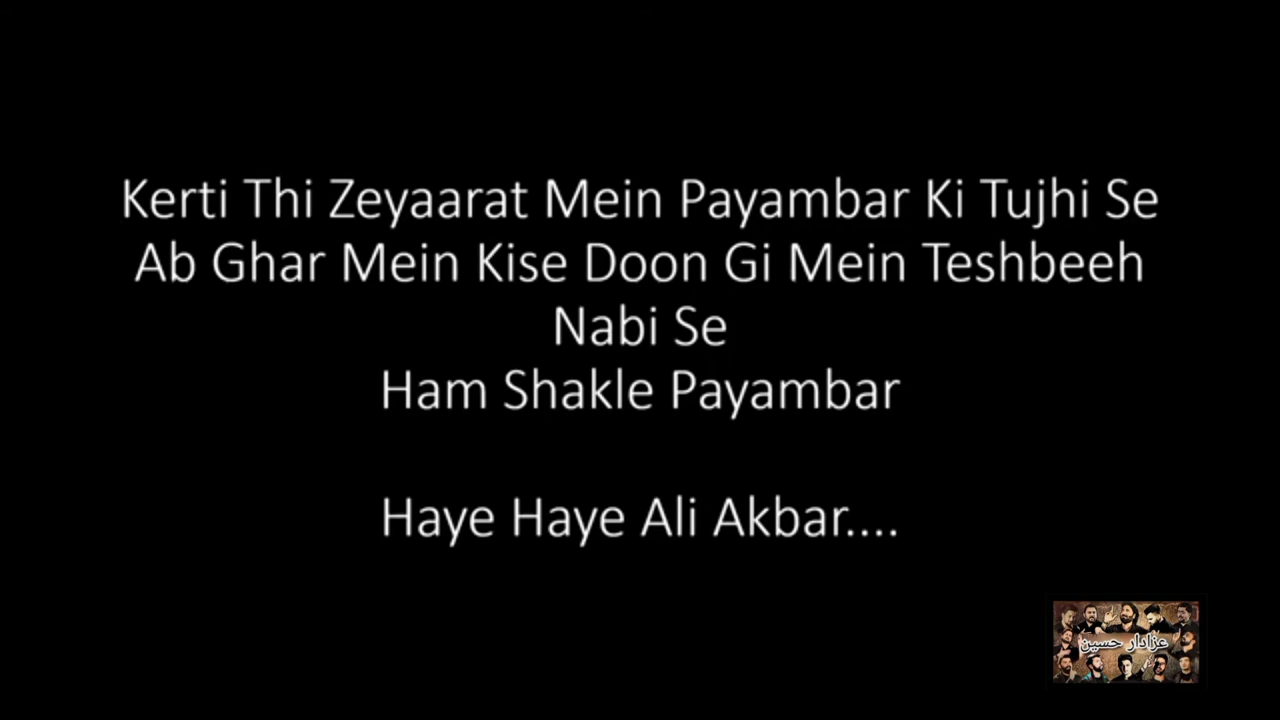 Kerti Thi Zeyaarat Mein Payambar Ki Tujhi Se
Ab Ghar Mein Kise Doon Gi Mein Teshbeeh
Nabi Se
Ham Shakle Payambar
Haye Haye Ali Akbar....
عزادار حسین